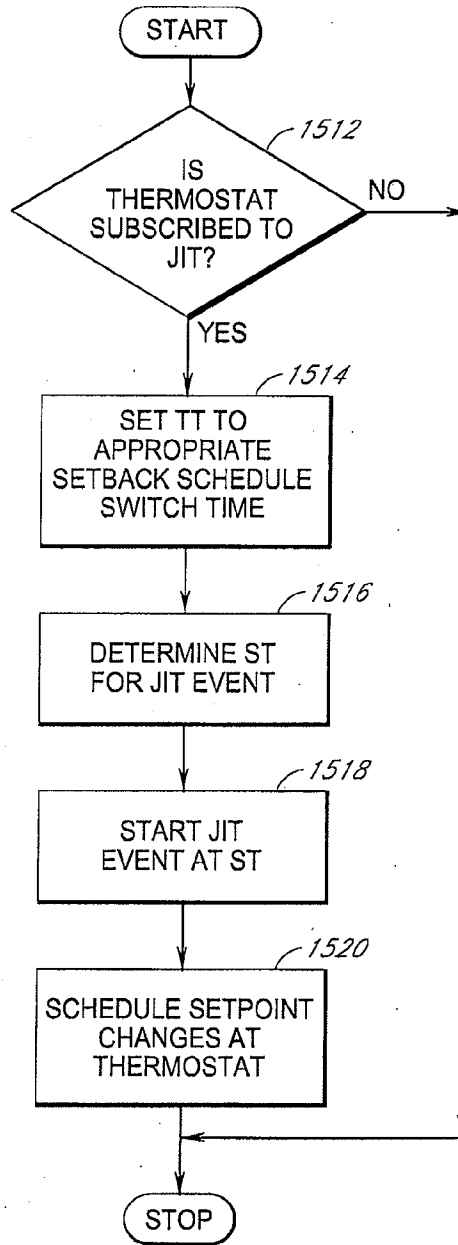 START
1512
IS
THERMOSTAT
SUBSCRIBED TO
JIT?
NO
YES
1514
SET TT TO
APPROPRIATE
SETBACK SCHEDULE
SWITCH TIME
1516
DETERMINE ST
FOR JIT EVENT
1518
START JIT
EVENT AT ST
1520
SCHEDULE SETPOINT
CHANGES AT
THERMOSTAT
STOP